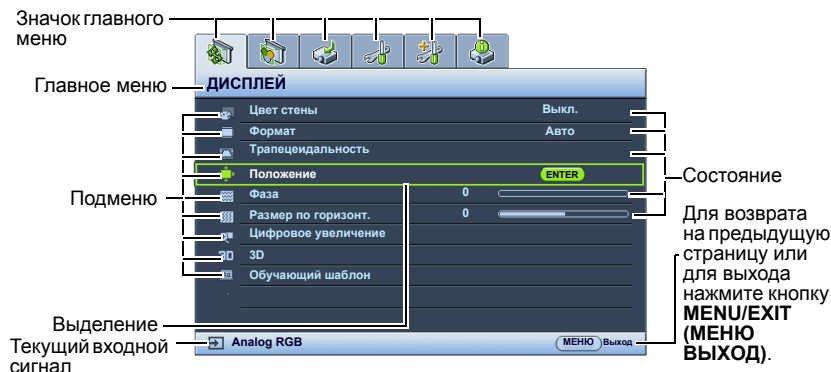 Значок главного
меню
Главное меню
ДИСПЛЕЙ
Цвет стены Выкл.
Формат Авто
Трапецеидальность
Положение ENTER
Фаза 0
Размер по горизонт. 0
Цифровое увеличение
3D 3D
Обучающий шаблон
Analog RGB МЕНЮ Выход
Подменю
Выделение
Текущий входной
сигнал
Состояние
Для возврата
на предыдущую
страницу или
для выхода
нажмите кнопку
MENU/EXIT
(МЕНЮ
ВЫХОД).